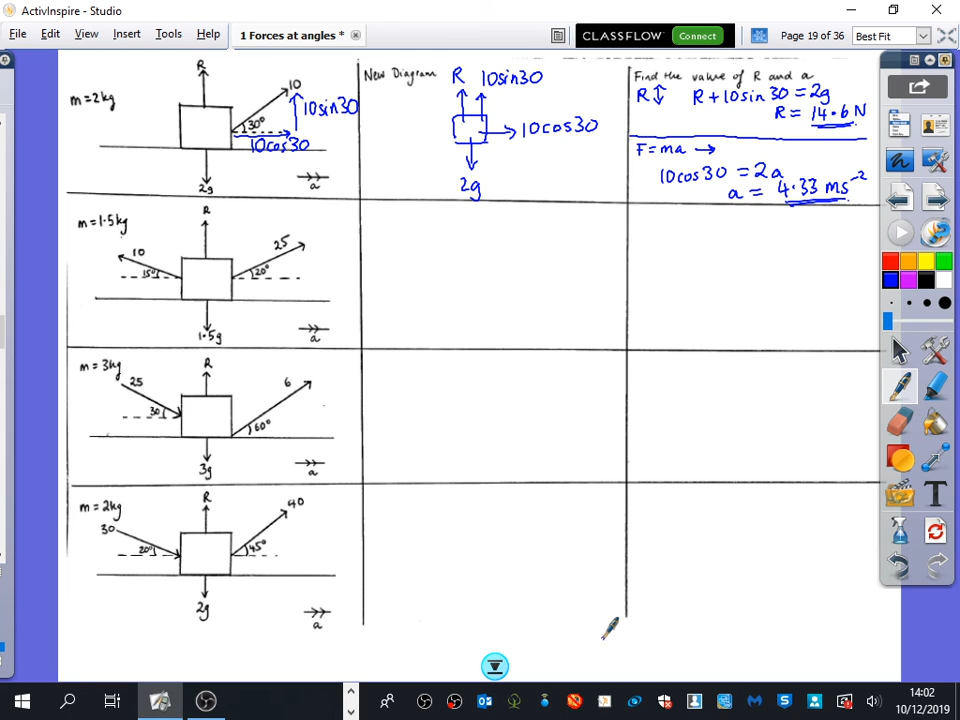 ActivInspire - Studio
File Edit View Insert Tools Help
1 Forces at angles *
CLASSFLOW Connect
Page 19 of 36
Best Fit
m = 2kg
R
10
10sin30
30°
10cos30
2g
a
New Diagram
R 10sin30
10cos30
2g
Find the value of R and a
R↕ R + 10sin30 = 2g
R = 14.6 N
F = ma →
10cos30 = 2a
a = 4.33 ms⁻²
m = 1·5kg
R
10
25
15°
20°
1·5g
a
m = 3kg
R
25
6
30
60°
3g
a
m = 2kg
R
30
40
20°
45°
2g
a
14:02
10/12/2019